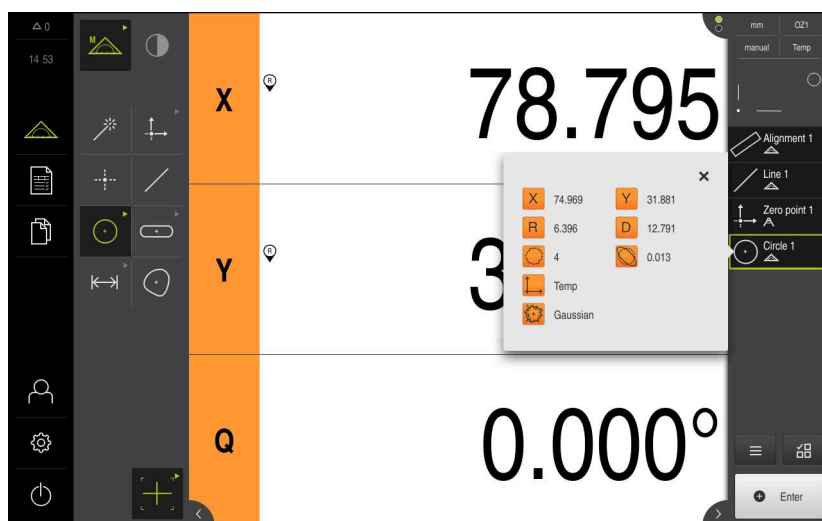 0
14 53
M
X
R
78.795
Y
R
3
Q
0.000°
X 74.969 Y 31.881
R 6.396 D 12.791
4 0.013
Temp
Gaussian
mm OZ1
manual Temp
Alignment 1
Line 1
Zero point 1
Circle 1
Enter